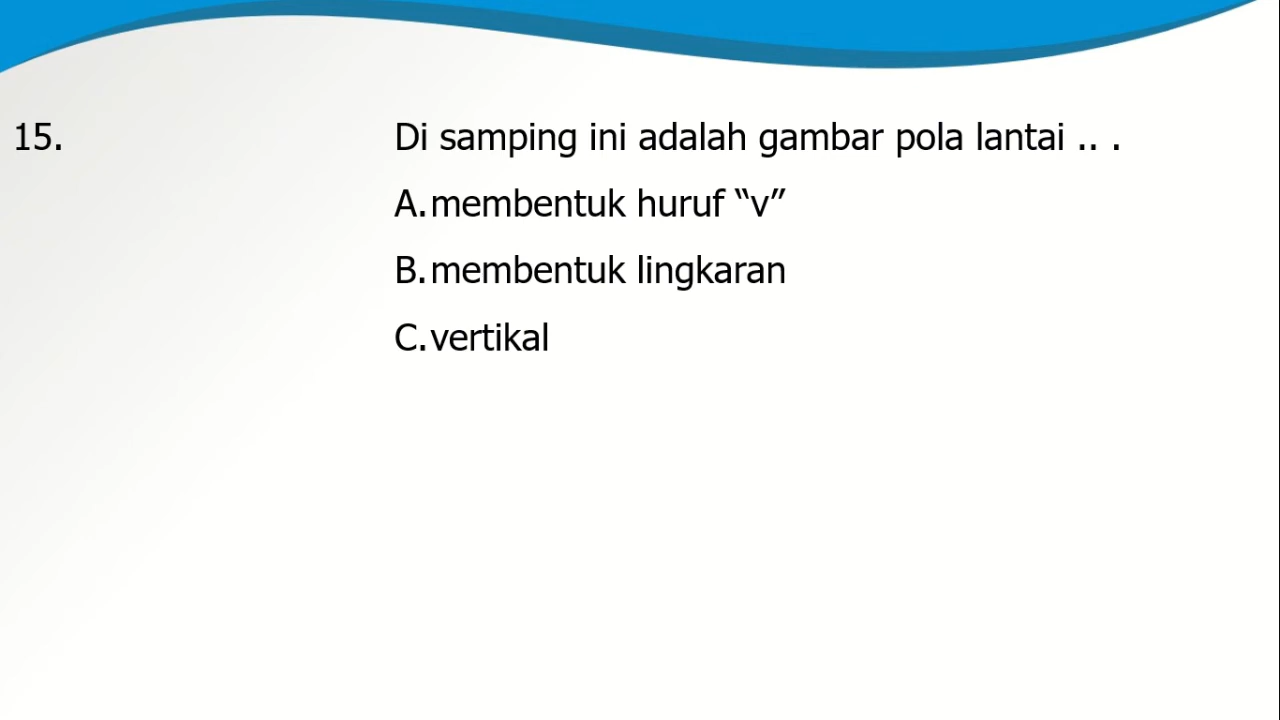 15. Di samping ini adalah gambar pola lantai .. .
A. membentuk huruf “v”
B. membentuk lingkaran
C. vertikal